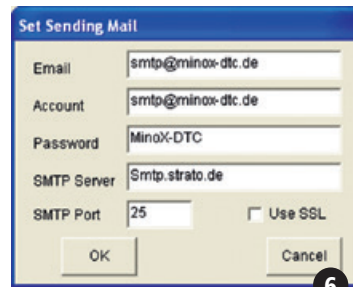 Set Sending Mail
Email smtp@minox-dtc.de
Account smtp@minox-dtc.de
Password MinoX-DTC
SMTP Server Smtp.strato.de
SMTP Port 25 Use SSL
OK Cancel
6